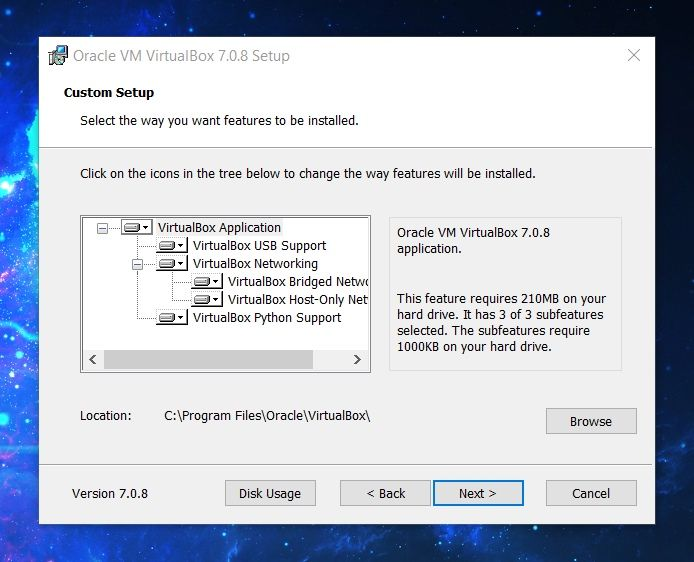 Oracle VM VirtualBox 7.0.8 Setup
Custom Setup
Select the way you want features to be installed.
Click on the icons in the tree below to change the way features will be installed.
VirtualBox Application
VirtualBox USB Support
VirtualBox Networking
VirtualBox Bridged Netw
VirtualBox Host-Only Net
VirtualBox Python Support
Oracle VM VirtualBox 7.0.8
application.
This feature requires 210MB on your
hard drive. It has 3 of 3 subfeatures
selected. The subfeatures require
1000KB on your hard drive.
Location: C:\Program Files\Oracle\VirtualBox\
Browse
Version 7.0.8 Disk Usage < Back Next > Cancel